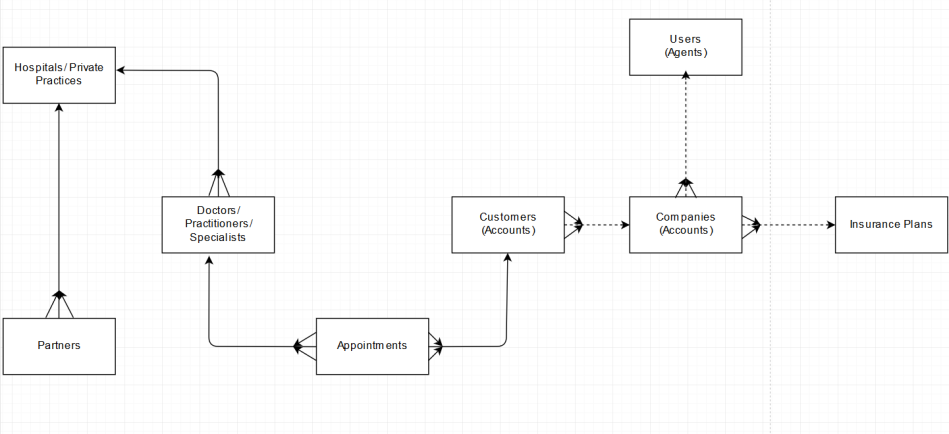 Users
(Agents)
Hospitals/Private
Practices
Doctors/
Practitioners/
Specialists
Customers
(Accounts)
Companies
(Accounts)
Insurance Plans
Partners
Appointments